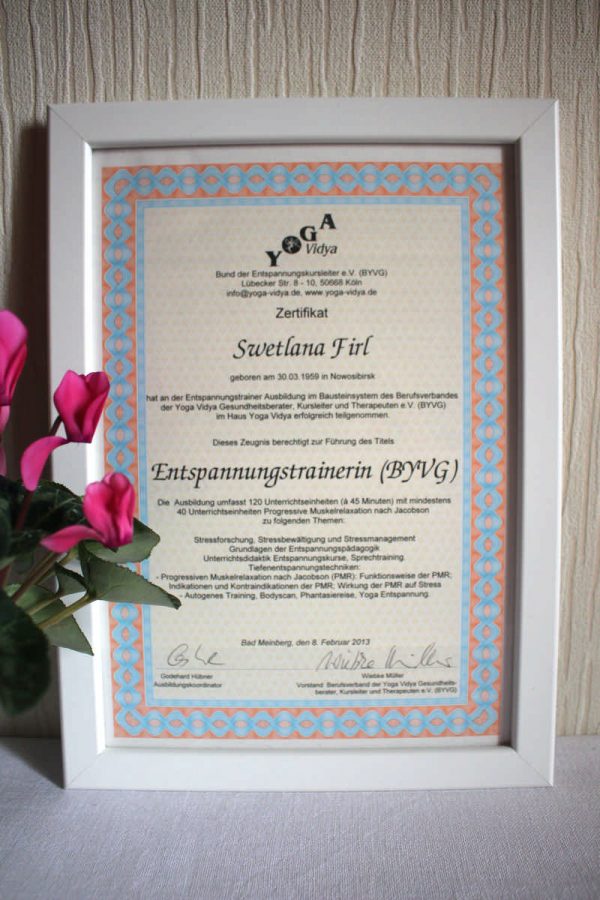 YOGA
Vidya
Bund der Entspannungskursleiter e.V. (BYVG)
Lübecker Str. 8 - 10, 50668 Köln
info@yoga-vidya.de, www.yoga-vidya.de
Zertifikat
Swetlana Firl
geboren am 30.03.1959 in Nowosibirsk
hat an der Entspannungstrainer Ausbildung im Bausteinsystem des Berufsverbandes
der Yoga Vidya Gesundheitsberater, Kursleiter und Therapeuten e.V. (BYVG)
im Haus Yoga Vidya erfolgreich teilgenommen.
Dieses Zeugnis berechtigt zur Führung des Titels
Entspannungstrainerin (BYVG)
Die Ausbildung umfasst 120 Unterrichtseinheiten (à 45 Minuten) mit mindestens
40 Unterrichtseinheiten Progressive Muskelrelaxation nach Jacobson
zu folgenden Themen:
Stressforschung, Stressbewältigung und Stressmanagement
Grundlagen der Entspannungspädagogik
Unterrichtsdidaktik Entspannungskurse, Sprechtraining.
Tiefenentspannungstechniken:
- Progressiven Muskelrelaxation nach Jacobson (PMR): Funktionsweise der PMR;
Indikationen und Kontraindikationen der PMR; Wirkung der PMR auf Stress
- Autogenes Training, Bodyscan, Phantasiereise, Yoga Entspannung.
Bad Meinberg, den 8. Februar 2013
Wiebke Müller
Godehard Hübner
Wiebke Müller
Ausbildungskoordinator
Vorstand Berufsverband der Yoga Vidya Gesundheits-
berater, Kursleiter und Therapeuten e.V. (BYVG)